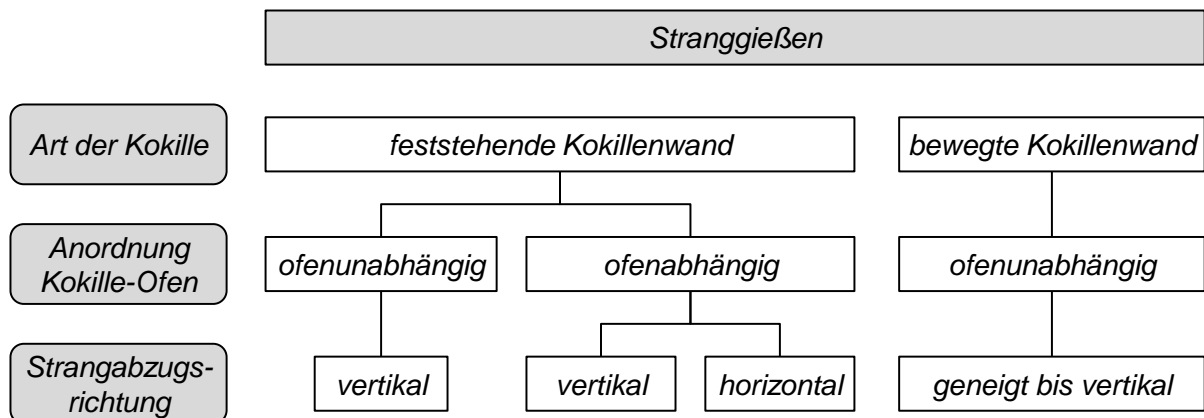 Stranggießen
Art der Kokille
feststehende Kokillenwand
bewegte Kokillenwand
Anordnung
Kokille-Ofen
ofenunabhängig
ofenabhängig
ofenunabhängig
Strangabzugs-
richtung
vertikal
vertikal
horizontal
geneigt bis vertikal